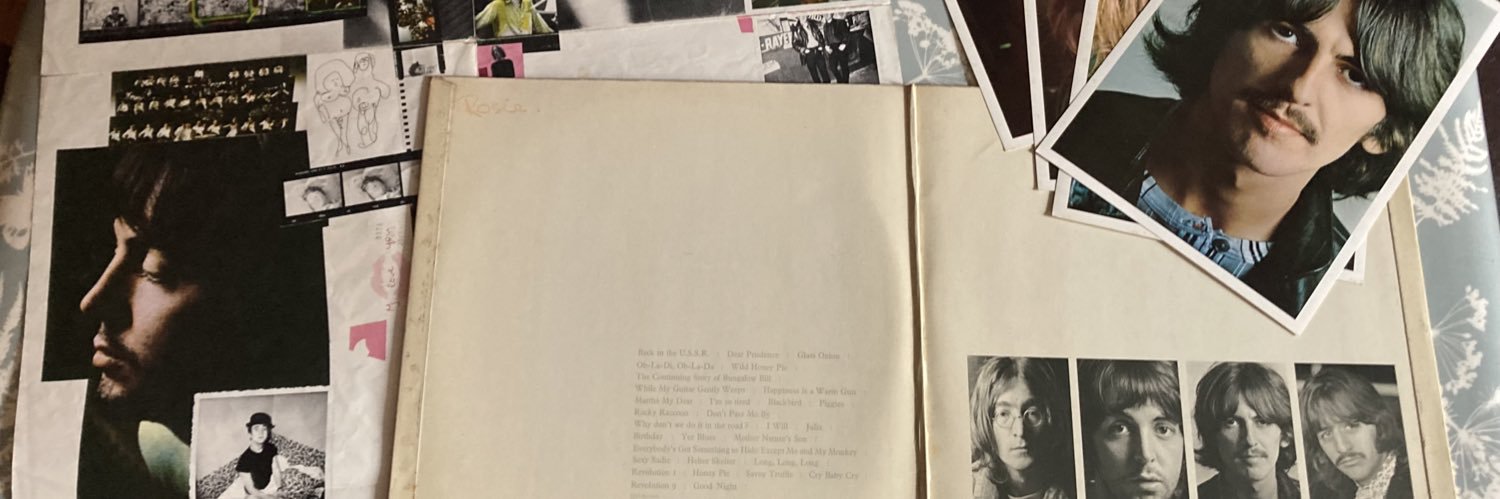 -RAYE
Rosie.
Back in the U.S.S.R. : Dear Prudence : Glass Onion :
Ob-La-Di, Ob-La-Da : Wild Honey Pie :
The Continuing Story of Bungalow Bill :
While My Guitar Gently Weeps : Happiness is a Warm Gun
Martha My Dear : I'm so tired : Blackbird : Piggies :
Rocky Raccoon : Don't Pass Me By :
Why don't we do it in the road? : I Will : Julia :
Birthday : Yer Blues : Mother Nature's Son :
Everybody's Got Something to Hide Except Me and My Monkey
Sexy Sadie : Helter Skelter : Long, Long, Long :
Revolution 1 : Honey Pie : Savoy Truffle : Cry Baby Cry
Revolution 9 : Good Night :